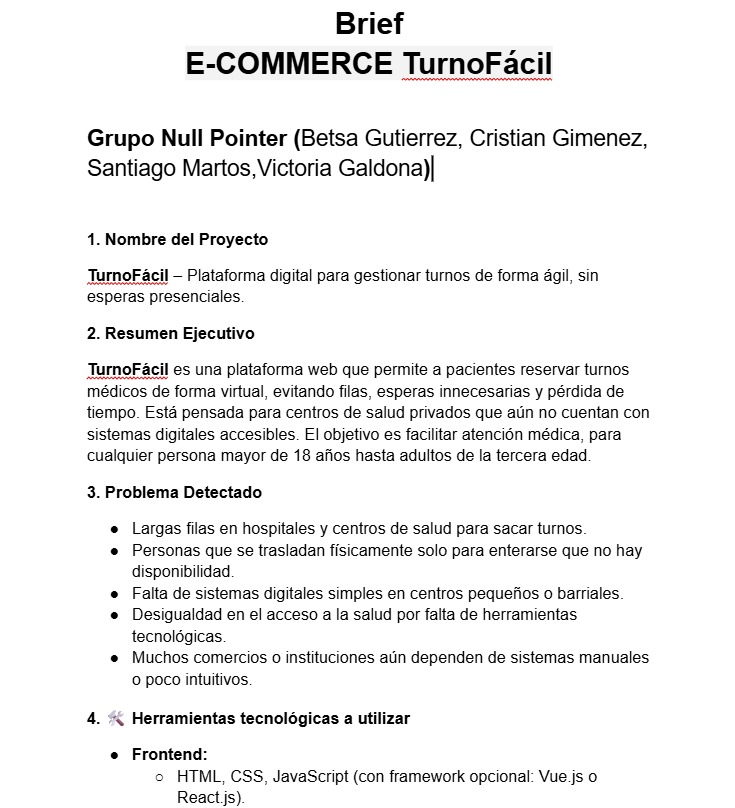 Brief
E-COMMERCE TurnoFácil
Grupo Null Pointer (Betsa Gutierrez, Cristian Gimenez,
Santiago Martos,Victoria Galdona)
1. Nombre del Proyecto
TurnoFácil – Plataforma digital para gestionar turnos de forma ágil, sin
esperas presenciales.
2. Resumen Ejecutivo
TurnoFácil es una plataforma web que permite a pacientes reservar turnos
médicos de forma virtual, evitando filas, esperas innecesarias y pérdida de
tiempo. Está pensada para centros de salud privados que aún no cuentan con
sistemas digitales accesibles. El objetivo es facilitar atención médica, para
cualquier persona mayor de 18 años hasta adultos de la tercera edad.
3. Problema Detectado
● Largas filas en hospitales y centros de salud para sacar turnos.
● Personas que se trasladan físicamente solo para enterarse que no hay
disponibilidad.
● Falta de sistemas digitales simples en centros pequeños o barriales.
● Desigualdad en el acceso a la salud por falta de herramientas
tecnológicas.
● Muchos comercios o instituciones aún dependen de sistemas manuales
o poco intuitivos.
4. 🛠️ Herramientas tecnológicas a utilizar
● Frontend:
○ HTML, CSS, JavaScript (con framework opcional: Vue.js o
React.js).